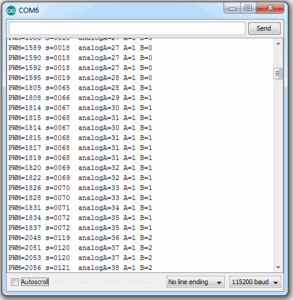 COM6
Send
PWM=1589 s=0018 analogA=27 A=1 B=0
PWM=1590 s=0018 analogA=27 A=1 B=0
PWM=1592 s=0018 analogA=27 A=1 B=0
PWM=1595 s=0019 analogA=28 A=1 B=0
PWM=1805 s=0065 analogA=28 A=1 B=1
PWM=1808 s=0066 analogA=29 A=1 B=1
PWM=1814 s=0067 analogA=30 A=1 B=1
PWM=1815 s=0068 analogA=31 A=1 B=1
PWM=1814 s=0067 analogA=30 A=1 B=1
PWM=1815 s=0068 analogA=31 A=1 B=1
PWM=1817 s=0068 analogA=31 A=1 B=1
PWM=1819 s=0068 analogA=31 A=1 B=1
PWM=1820 s=0069 analogA=32 A=1 B=1
PWM=1822 s=0069 analogA=32 A=1 B=1
PWM=1826 s=0070 analogA=33 A=1 B=1
PWM=1828 s=0070 analogA=33 A=1 B=1
PWM=1831 s=0071 analogA=34 A=1 B=1
PWM=1834 s=0072 analogA=35 A=1 B=1
PWM=1837 s=0072 analogA=35 A=1 B=1
PWM=2048 s=0119 analogA=36 A=1 B=2
PWM=2051 s=0120 analogA=37 A=1 B=2
PWM=2053 s=0120 analogA=37 A=1 B=2
PWM=2056 s=0121 analogA=37 A=1 B=2
Autoscroll
No line ending
115200 baud